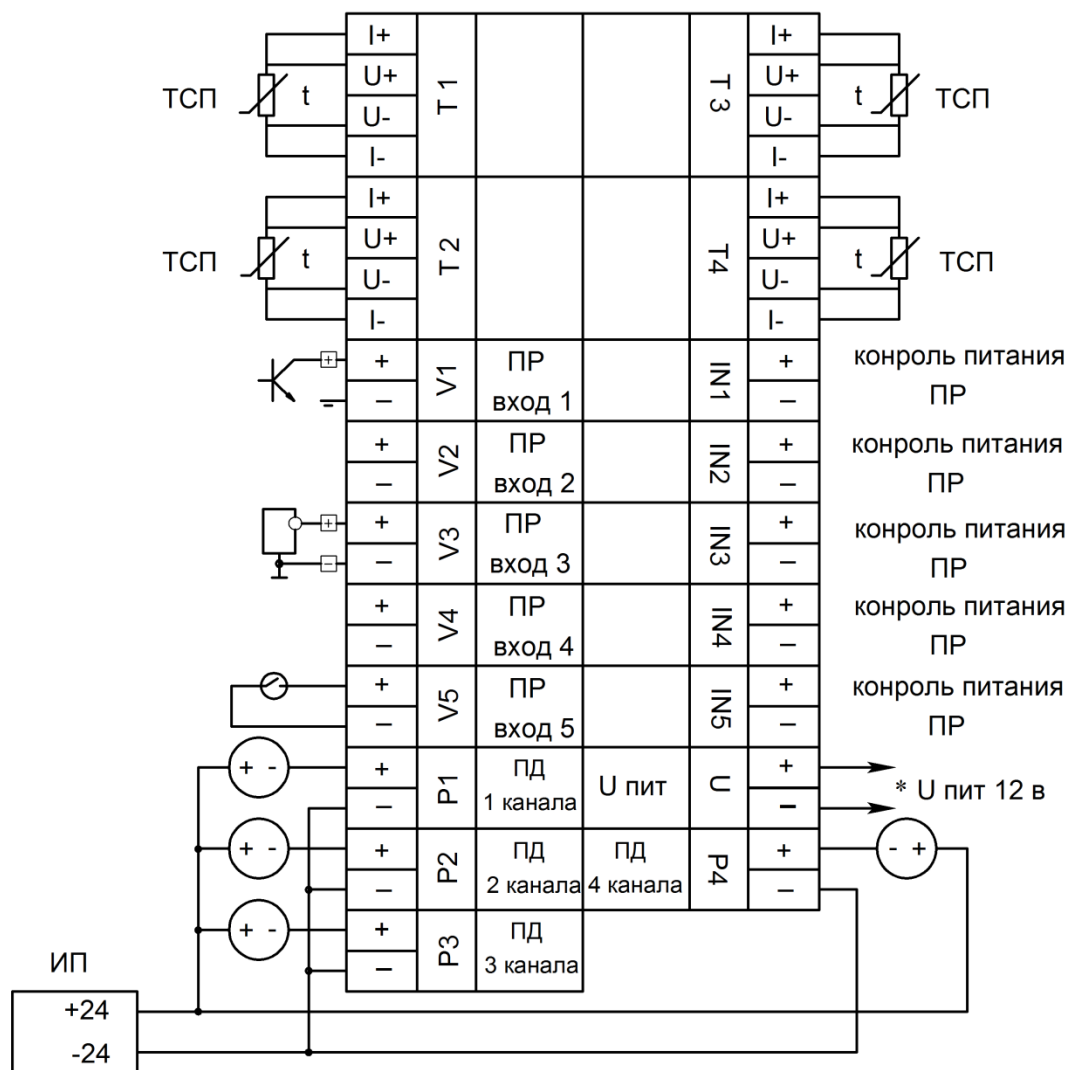 I+ I+
ТСП t U+ T 1 T 3 U+ t ТСП
U- U-
I- I-
I+ I+
ТСП t U+ T 2 T4 U+ t ТСП
U- U-
I- I-
+ + V1 ПР IN1 + конроль питания
– вход 1 – ПР
+ V2 ПР IN2 + конроль питания
– вход 2 – ПР
+ + V3 ПР IN3 + конроль питания
- – вход 3 – ПР
+ V4 ПР IN4 + конроль питания
– вход 4 – ПР
+ V5 ПР IN5 + конроль питания
– вход 5 – ПР
+ - + P1 ПД U пит U +
– 1 канала – * U пит 12 в
+ - + P2 ПД ПД P4 + - +
– 2 канала 4 канала –
+ - + P3 ПД
– 3 канала
ИП
+24
-24